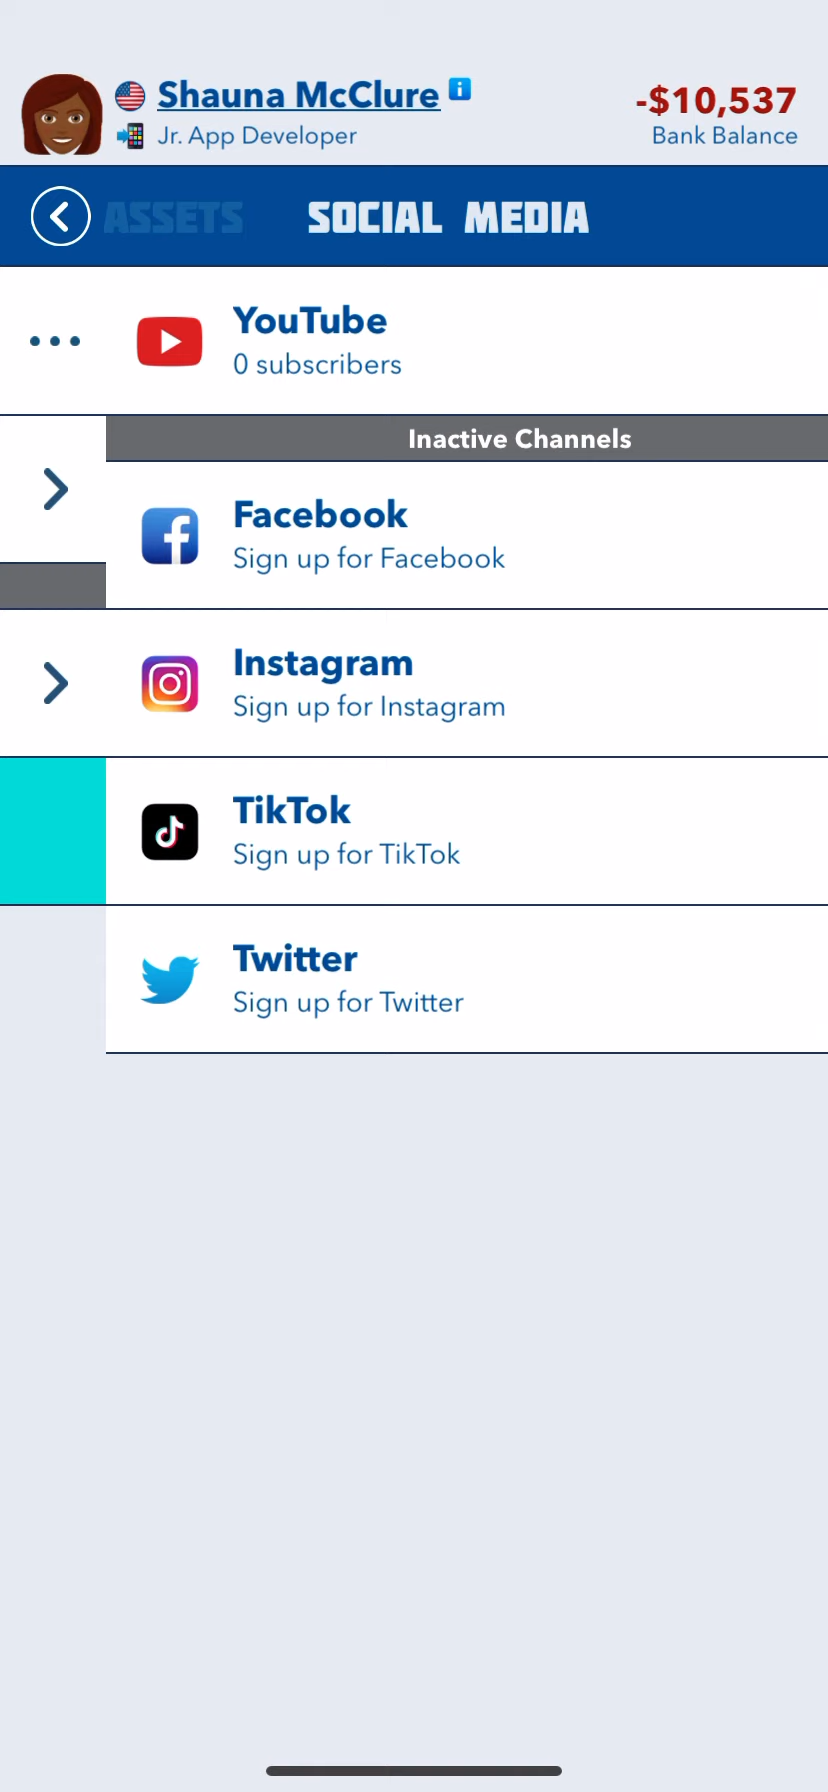 Shauna McClure
Jr. App Developer
-$10,537
Bank Balance
ASSETS
SOCIAL MEDIA
YouTube
0 subscribers
Inactive Channels
Facebook
Sign up for Facebook
Instagram
Sign up for Instagram
TikTok
Sign up for TikTok
Twitter
Sign up for Twitter